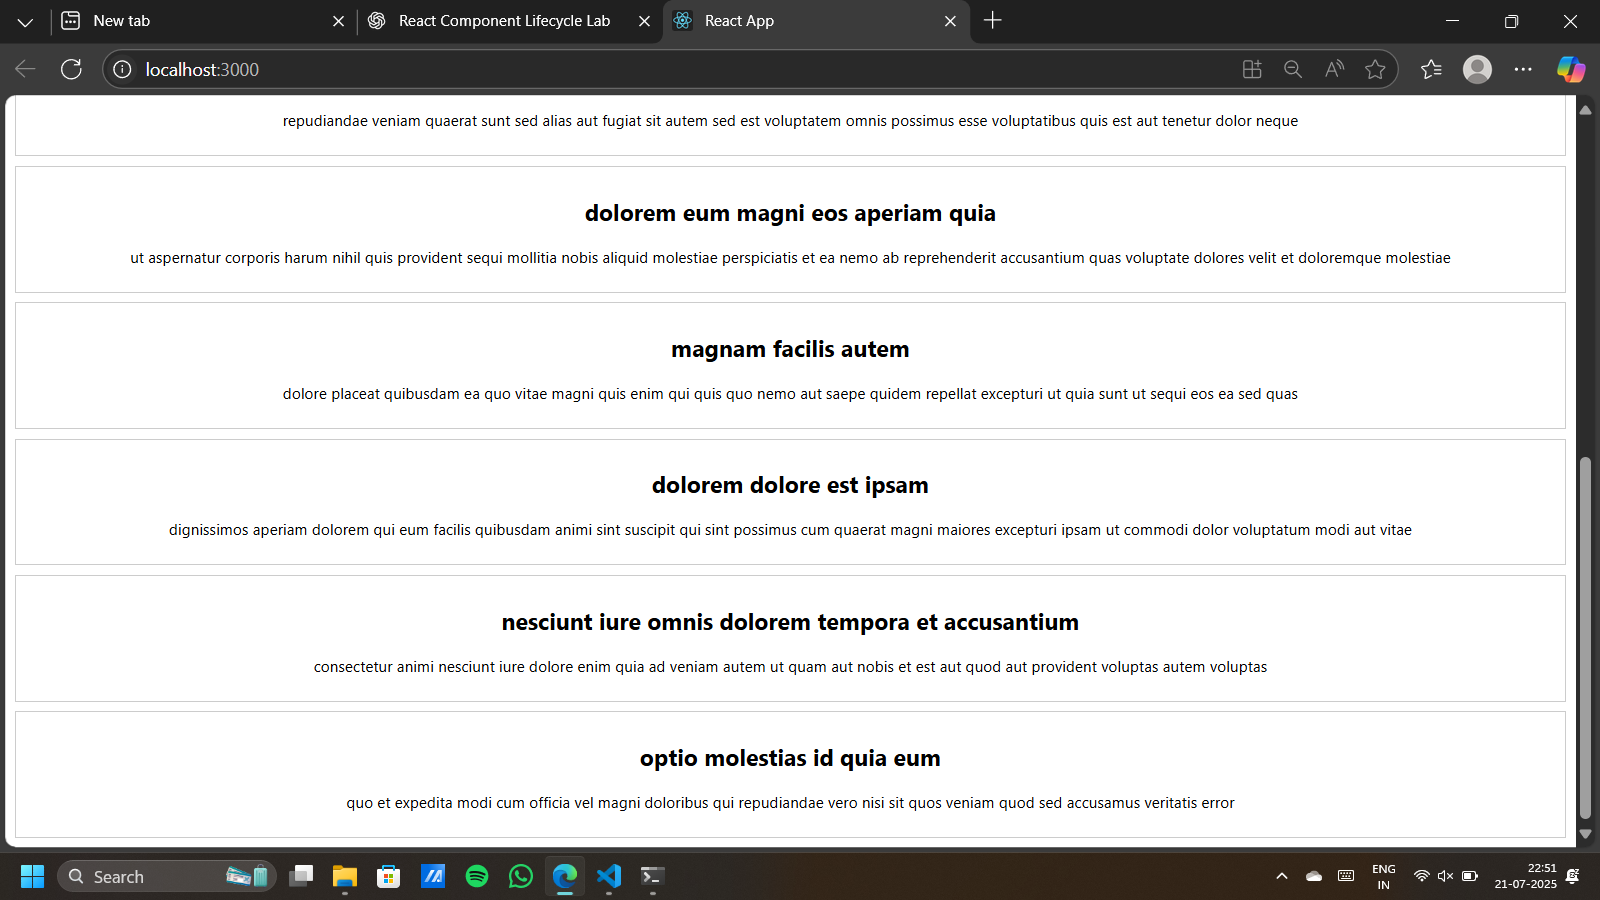 New tab
React Component Lifecycle Lab
React App
localhost:3000
repudiandae veniam quaerat sunt sed alias aut fugiat sit autem sed est voluptatem omnis possimus esse voluptatibus quis est aut tenetur dolor neque
dolorem eum magni eos aperiam quia
ut aspernatur corporis harum nihil quis provident sequi mollitia nobis aliquid molestiae perspiciatis et ea nemo ab reprehenderit accusantium quas voluptate dolores velit et doloremque molestiae
magnam facilis autem
dolore placeat quibusdam ea quo vitae magni quis enim qui quis quo nemo aut saepe quidem repellat excepturi ut quia sunt ut sequi eos ea sed quas
dolorem dolore est ipsam
dignissimos aperiam dolorem qui eum facilis quibusdam animi sint suscipit qui sint possimus cum quaerat magni maiores excepturi ipsam ut commodi dolor voluptatum modi aut vitae
nesciunt iure omnis dolorem tempora et accusantium
consectetur animi nesciunt iure dolore enim quia ad veniam autem ut quam aut nobis et est aut quod aut provident voluptas autem voluptas
optio molestias id quia eum
quo et expedita modi cum officia vel magni doloribus qui repudiandae vero nisi sit quos veniam quod sed accusamus veritatis error
Search
ENG
IN
22:51
21-07-2025